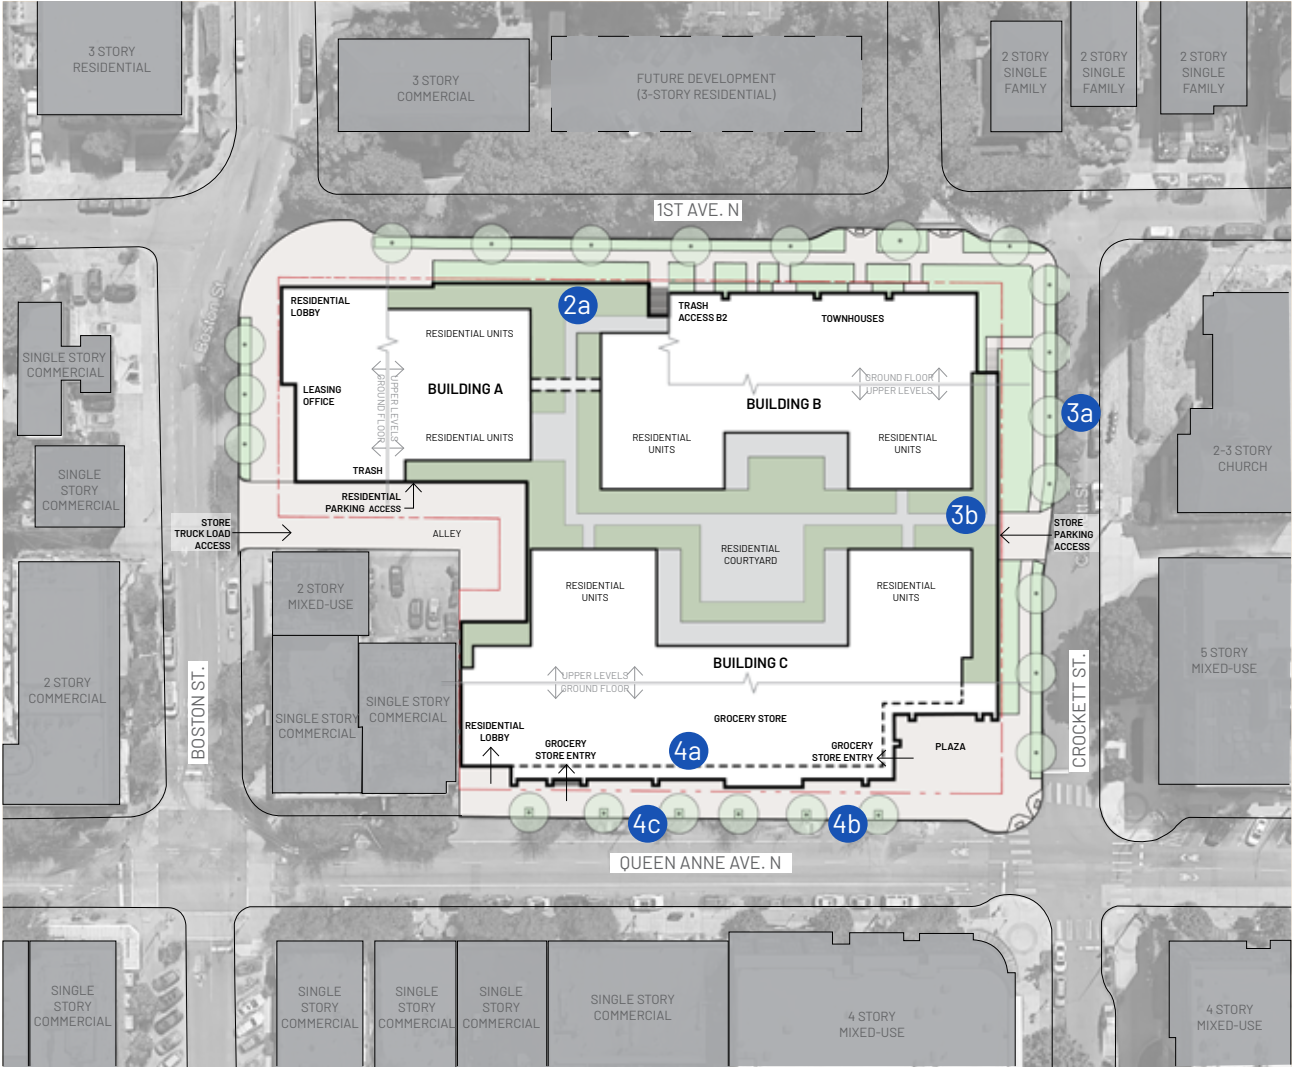 3 STORY
RESIDENTIAL
3 STORY
COMMERCIAL
FUTURE DEVELOPMENT
(3-STORY RESIDENTIAL)
2 STORY
SINGLE
FAMILY
2 STORY
SINGLE
FAMILY
2 STORY
SINGLE
FAMILY
1ST AVE. N
Boston St.
2a
RESIDENTIAL
LOBBY
TRASH
ACCESS B2
TOWNHOUSES
RESIDENTIAL UNITS
SINGLE STORY
COMMERCIAL
LEASING
OFFICE
UPPER LEVELS
GROUND FLOOR
BUILDING A
GROUND FLOOR
UPPER LEVELS
BUILDING B
3a
RESIDENTIAL UNITS
RESIDENTIAL
UNITS
RESIDENTIAL
UNITS
2-3 STORY
CHURCH
TRASH
SINGLE
STORY
COMMERCIAL
RESIDENTIAL
PARKING ACCESS
3b
STORE
TRUCK LOAD
ACCESS
ALLEY
STORE
PARKING
ACCESS
RESIDENTIAL
COURTYARD
2 STORY
MIXED-USE
RESIDENTIAL
UNITS
RESIDENTIAL
UNITS
5 STORY
MIXED-USE
BUILDING C
UPPER LEVELS
GROUND FLOOR
2 STORY
COMMERCIAL
BOSTON ST.
SINGLE STORY
COMMERCIAL
SINGLE STORY
COMMERCIAL
CROCKETT ST.
GROCERY STORE
RESIDENTIAL
LOBBY
GROCERY
STORE ENTRY
4a
GROCERY
STORE ENTRY
PLAZA
4c
4b
QUEEN ANNE AVE. N
SINGLE
STORY
COMMERCIAL
SINGLE
STORY
COMMERCIAL
SINGLE
STORY
COMMERCIAL
SINGLE
STORY
COMMERCIAL
SINGLE STORY
COMMERCIAL
4 STORY
MIXED-USE
4 STORY
MIXED-USE